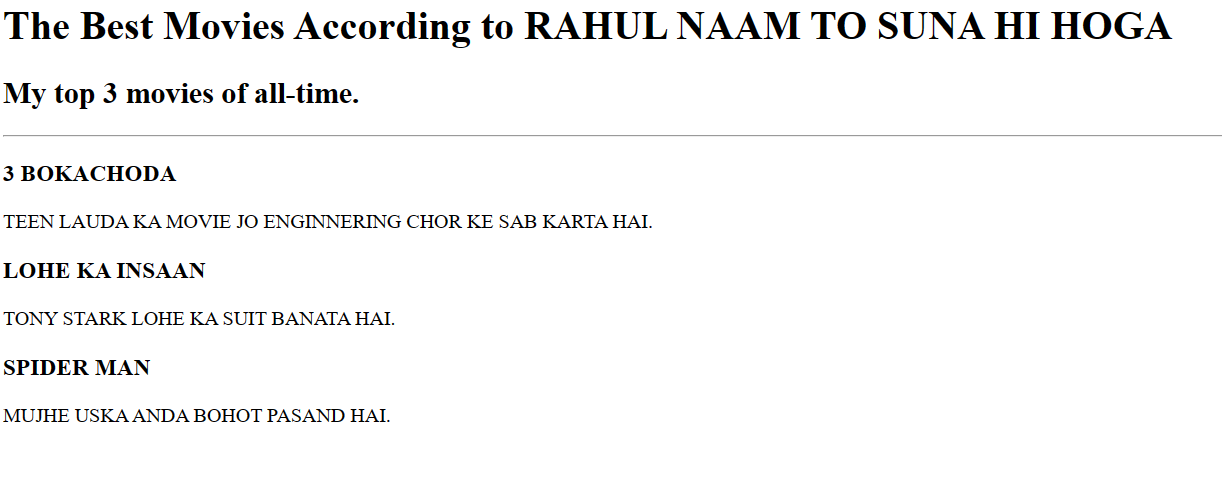 The Best Movies According to RAHUL NAAM TO SUNA HI HOGA
My top 3 movies of all-time.
3 BOKACHODA
TEEN LAUDA KA MOVIE JO ENGINNERING CHOR KE SAB KARTA HAI.
LOHE KA INSAAN
TONY STARK LOHE KA SUIT BANATA HAI.
SPIDER MAN
MUJHE USKA ANDA BOHOT PASAND HAI.